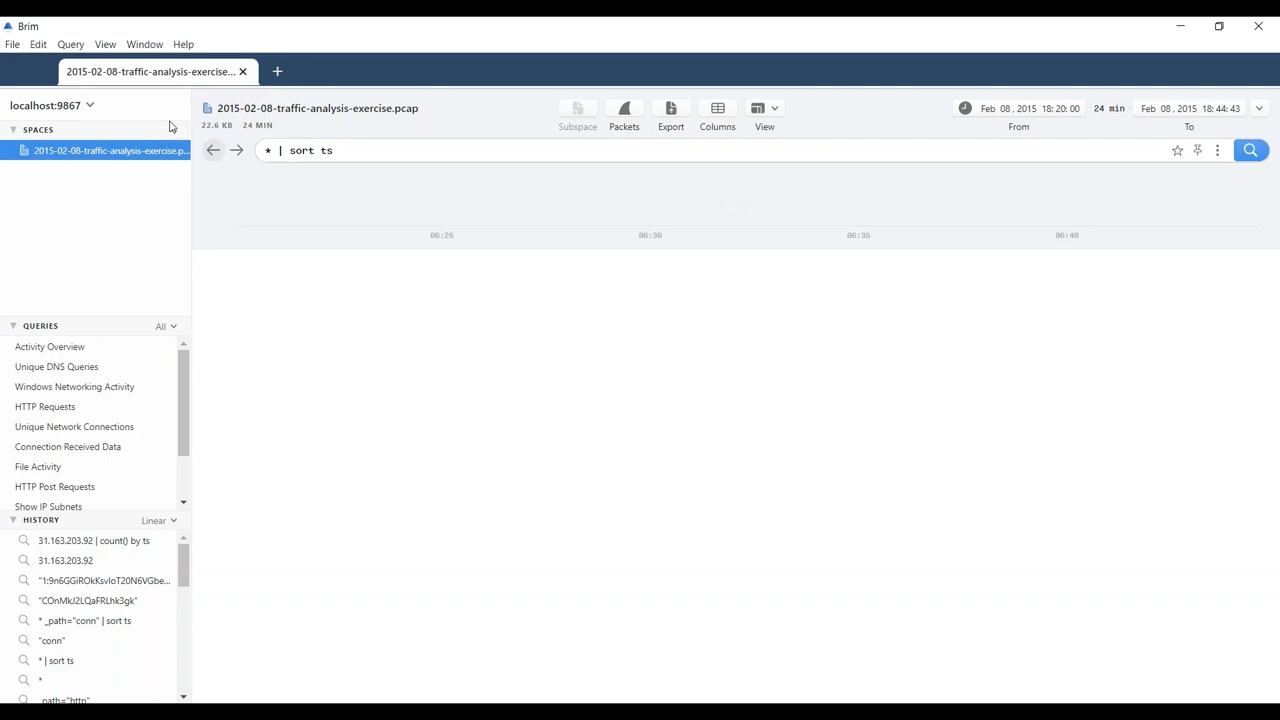 Brim
File Edit Query View Window Help
2015-02-08-traffic-analysis-exercise...
localhost:9867
SPACES
2015-02-08-traffic-analysis-exercise.p...
2015-02-08-traffic-analysis-exercise.pcap
22.6 KB 24 MIN
Subspace Packets Export Columns View
Feb 08 , 2015 18:20:00 24 min Feb 08 , 2015 18:44:43
From To
* | sort ts
06:25 06:30 06:35 06:40
QUERIES All
Activity Overview
Unique DNS Queries
Windows Networking Activity
HTTP Requests
Unique Network Connections
Connection Received Data
File Activity
HTTP Post Requests
Show IP Subnets
HISTORY Linear
31.163.203.92 | count() by ts
31.163.203.92
"1:9n6GGiROkKsvIoT20N6VGbe...
"COnMkJ2LQaFRLhk3gk"
* _path="conn" | sort ts
"conn"
* | sort ts
*
_path="http"